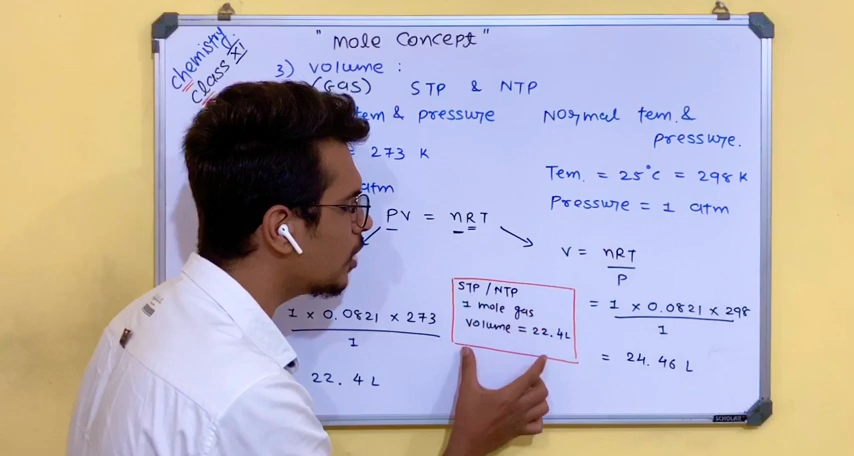 chemistry
class XI
"Mole Concept"
3) Volume :
(GAS) STP & NTP
tem & pressure
= 273 K
atm
Normal tem. &
pressure.
Tem. = 25°C = 298 K
Pressure = 1 atm
PV = nRT
V = nRT
P
1 × 0.0821 × 273
1
22.4 L
STP / NTP
1 mole gas
volume = 22.4L
= 1 × 0.0821 × 298
1
= 24.46 L
SCHOLAR